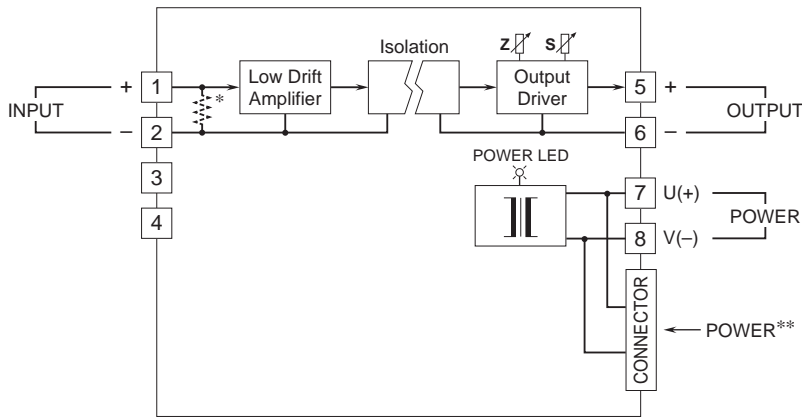 Isolation
Z S
+ 1 * Low Drift Amplifier Output Driver 5 +
INPUT OUTPUT
– 2 6 –
3
POWER LED
7 U(+)
POWER
4
8 V(–)
CONNECTOR
POWER**